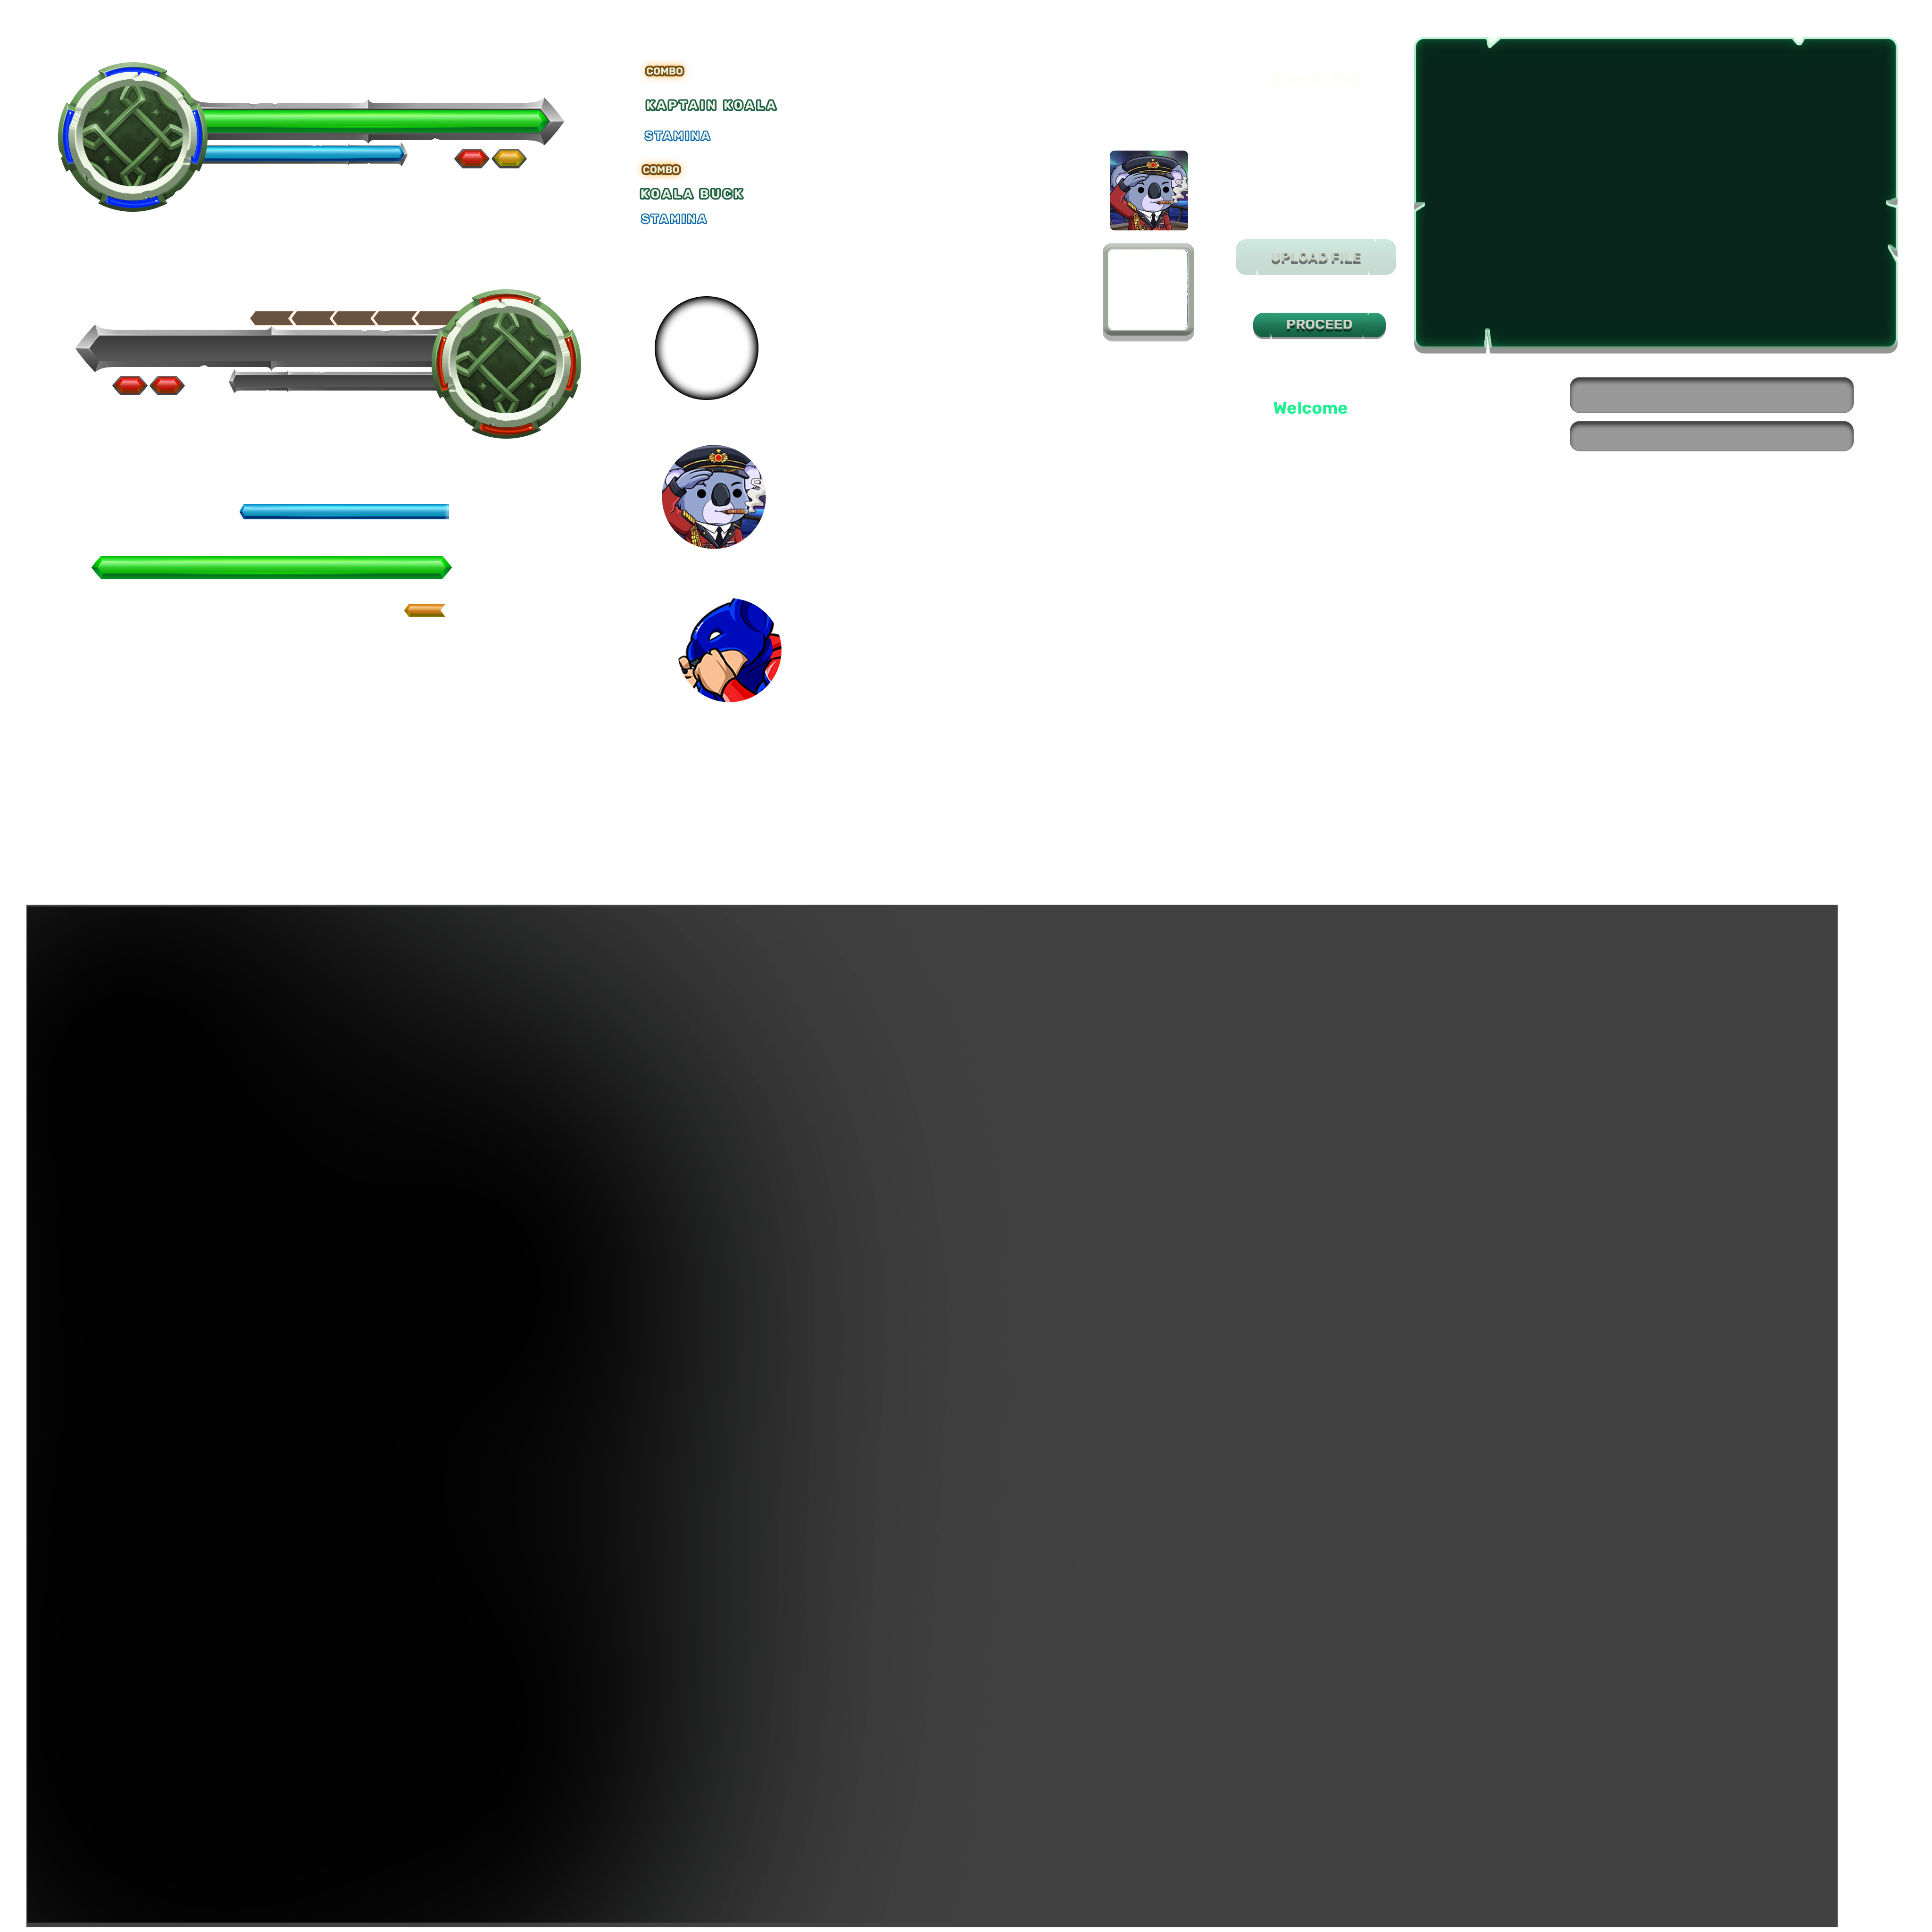 COMBO
KAPTAIN KOALA
STAMINA
COMBO
KOALA BUCK
STAMINA
UPLOAD FILE
PROCEED
Welcome